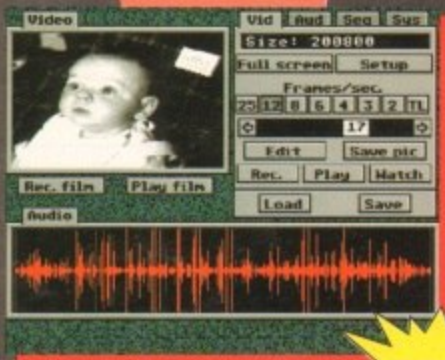 Video
Vid Aud Seq Sys
Size: 200800
Full screen Setup
Frames/sec.
25 12 8 6 4 3 2 TL
17
Edit Save pic
Rec. Play Watch
Rec. film Play film
Load Save
Audio